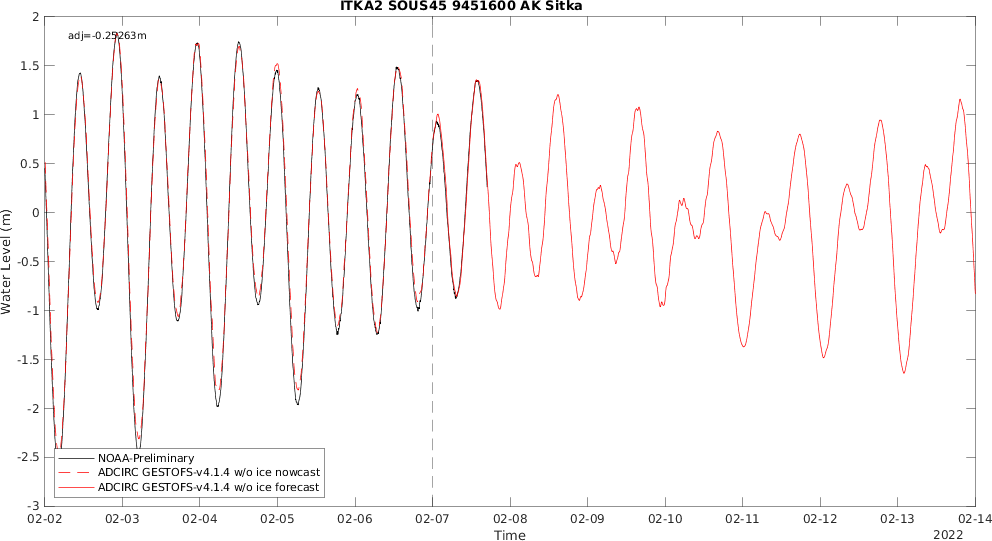 ITKA2 SOUS45 9451600 AK Sitka
adj=-0.25263m
2
1.5
1
0.5
0
-0.5
-1
-1.5
-2
-2.5
-3
Water Level (m)
NOAA-Preliminary
ADCIRC GESTOFS-v4.1.4 w/o ice nowcast
ADCIRC GESTOFS-v4.1.4 w/o ice forecast
02-02 02-03 02-04 02-05 02-06 02-07 02-08 02-09 02-10 02-11 02-12 02-13 02-14
Time
2022